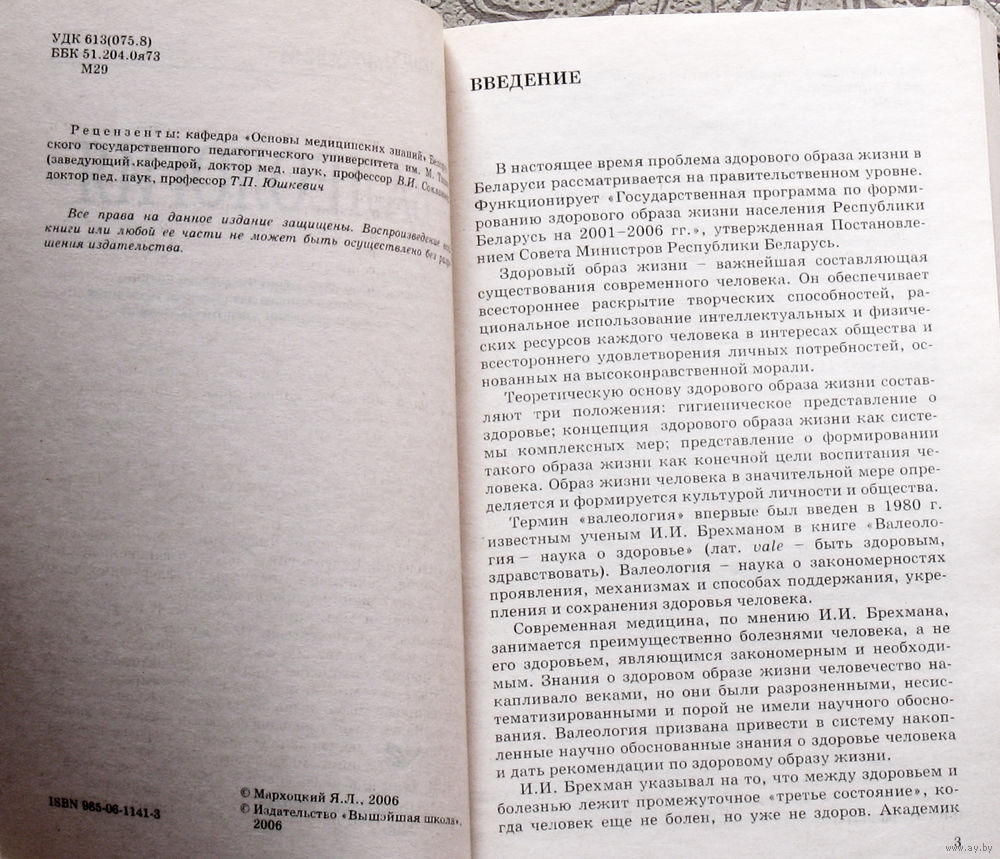 УДК 613(075.8)
ББК 51.204.0я73
М29
Рецензенты: кафедра «Основы медицинских знаний»
ского государственного педагогического университета им. М.
(заведующий кафедрой, доктор мед. наук, профессор В.И.
доктор пед. наук, профессор Т.П. Юшкевич
Все права на данное издание защищены. Воспроизведение
книги или любой ее части не может быть осуществлено без
шения издательства.
ISBN 985-06-1141-3
© Мархоцкий Я.Л., 2006
© Издательство «Вышэйшая школа»,
2006
ВВЕДЕНИЕ
В настоящее время проблема здорового образа жизни в
Беларуси рассматривается на правительственном уровне.
Функционирует «Государственная программа по форми-
рованию здорового образа жизни населения Республики
Беларусь на 2001–2006 гг.», утвержденная Постановле-
нием Совета Министров Республики Беларусь.
Здоровый образ жизни – важнейшая составляющая
существования современного человека. Он обеспечивает
всестороннее раскрытие творческих способностей, ра-
циональное использование интеллектуальных и физиче-
ских ресурсов каждого человека в интересах общества и
всестороннего удовлетворения личных потребностей, ос-
нованных на высоконравственной морали.
Теоретическую основу здорового образа жизни состав-
ляют три положения: гигиеническое представление о
здоровье; концепция здорового образа жизни как систе-
мы комплексных мер; представление о формировании
такого образа жизни как конечной цели воспитания че-
ловека. Образ жизни человека в значительной мере опре-
деляется и формируется культурой личности и общества.
Термин «валеология» впервые был введен в 1980 г.
известным ученым И.И. Брехманом в книге «Валеоло-
гия – наука о здоровье» (лат. vale – быть здоровым,
здравствовать). Валеология – наука о закономерностях
проявления, механизмах и способах поддержания, укре-
пления и сохранения здоровья человека.
Современная медицина, по мнению И.И. Брехмана,
занимается преимущественно болезнями человека, а не
его здоровьем, являющимся закономерным и необходи-
мым. Знания о здоровом образе жизни человечество на-
капливало веками, но они были разрозненными, несис-
тематизированными и порой не имели научного обосно-
вания. Валеология призвана привести в систему накоп-
ленные научно обоснованные знания о здоровье человека
и дать рекомендации по здоровому образу жизни.
И.И. Брехман указывал на то, что между здоровьем и
болезнью лежит промежуточное «третье состояние», ко-
гда человек еще не болен, но уже не здоров. Академик
3
www.ay.by